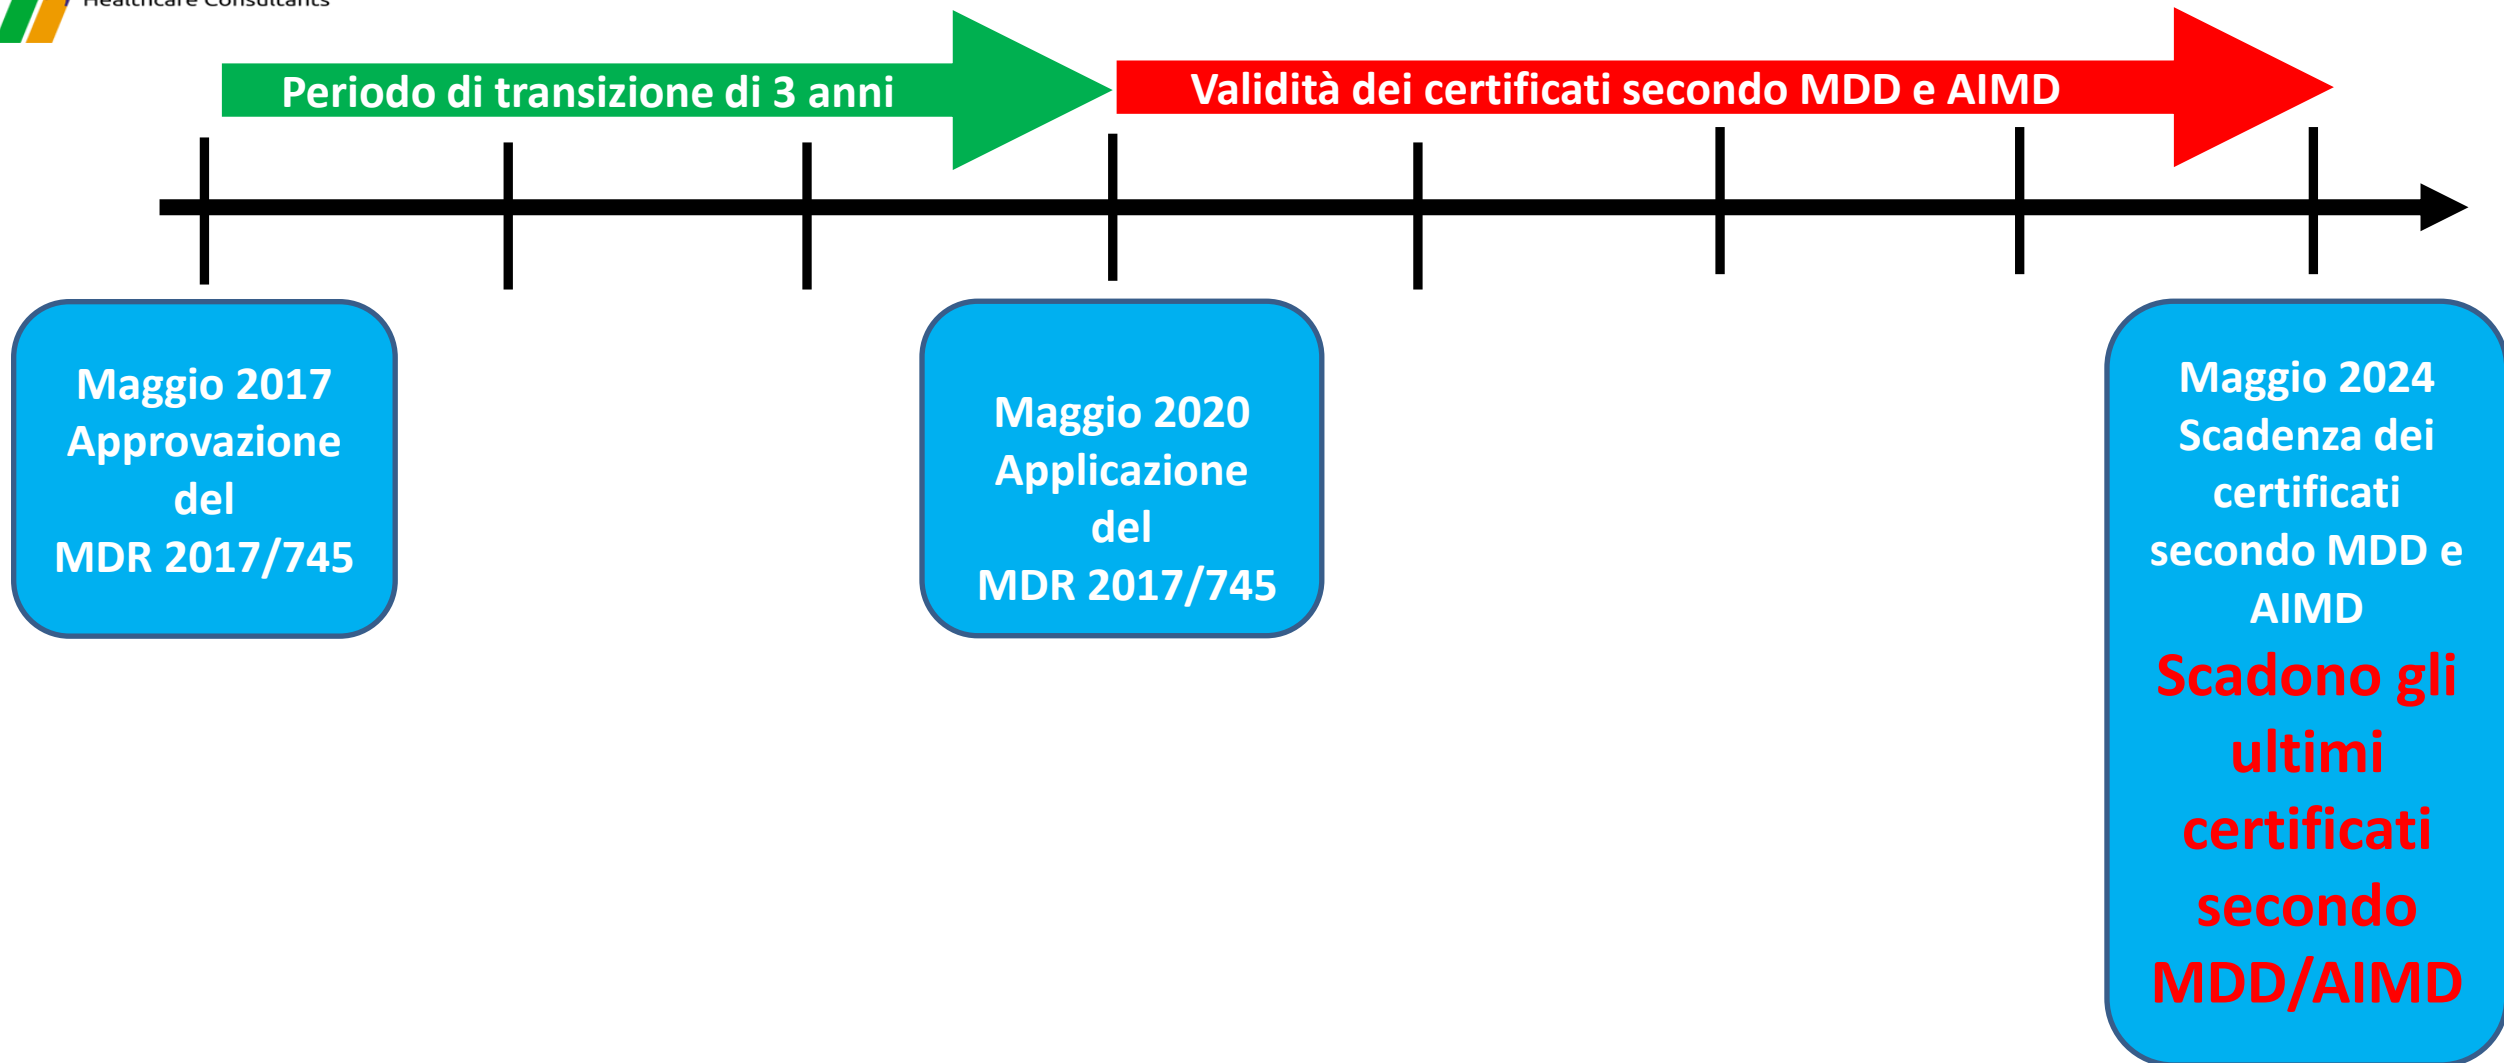 Healthcare Consultants
Periodo di transizione di 3 anni
Validità dei certificati secondo MDD e AIMD
Maggio 2017
Approvazione
del
MDR 2017/745
Maggio 2020
Applicazione
del
MDR 2017/745
Maggio 2024
Scadenza dei
certificati
secondo MDD e
AIMD
Scadono gli
ultimi
certificati
secondo
MDD/AIMD